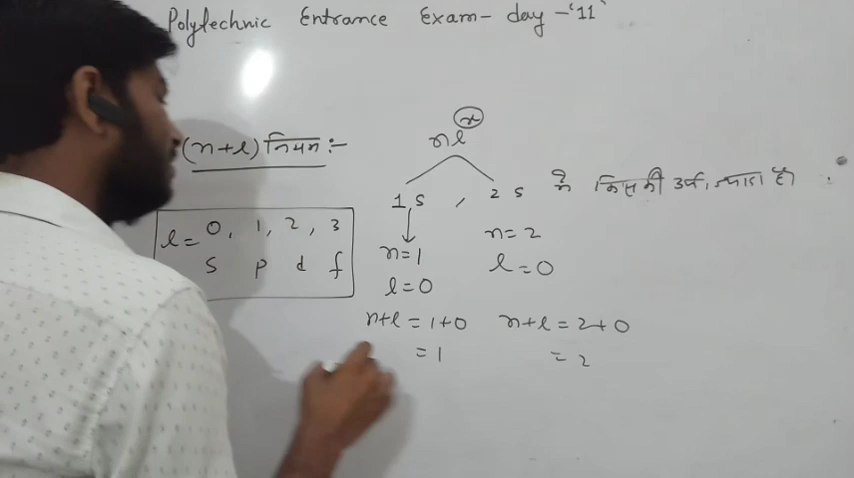 Polytechnic Entrance Exam- day -'11'
(n+l) नियम :-
nl^x
1s , 2s में किसकी उर्जा ज्यादा है।
l = 0, 1, 2, 3
s p d f
n=1
l=0
n=2
l=0
n+l = 1+0
=1
n+l = 2+0
= 2